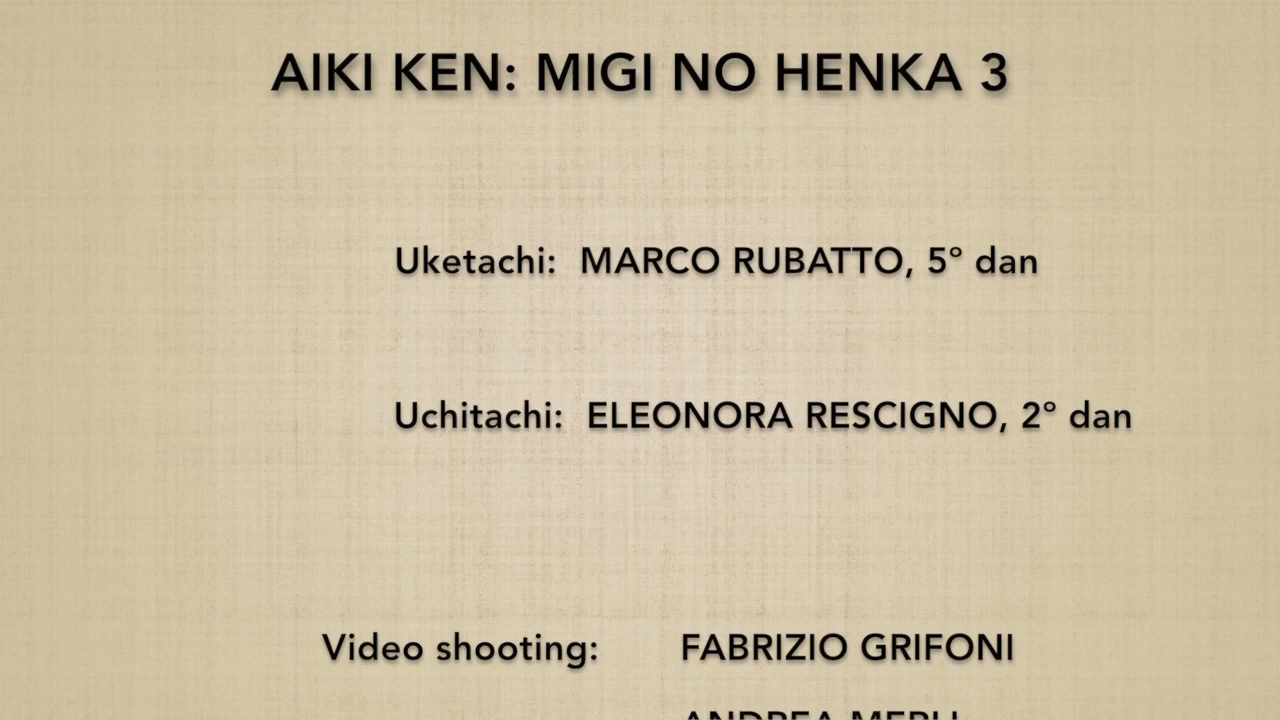 AIKI KEN: MIGI NO HENKA 3
Uketachi: MARCO RUBATTO, 5° dan
Uchitachi: ELEONORA RESCIGNO, 2° dan
Video shooting: FABRIZIO GRIFONI
ANDREA